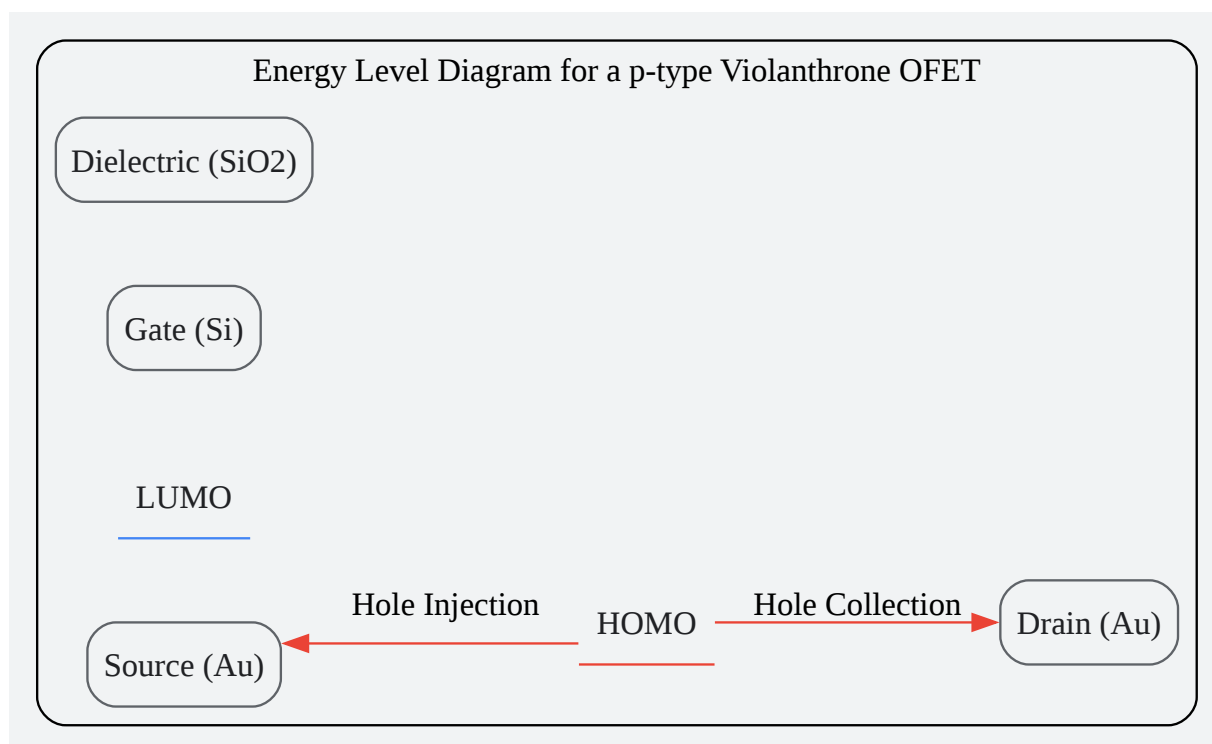 Energy Level Diagram for a p-type Violanthrone OFET
Dielectric (SiO2)
Gate (Si)
LUMO
Hole Injection
Hole Collection
HOMO
Drain (Au)
Source (Au)